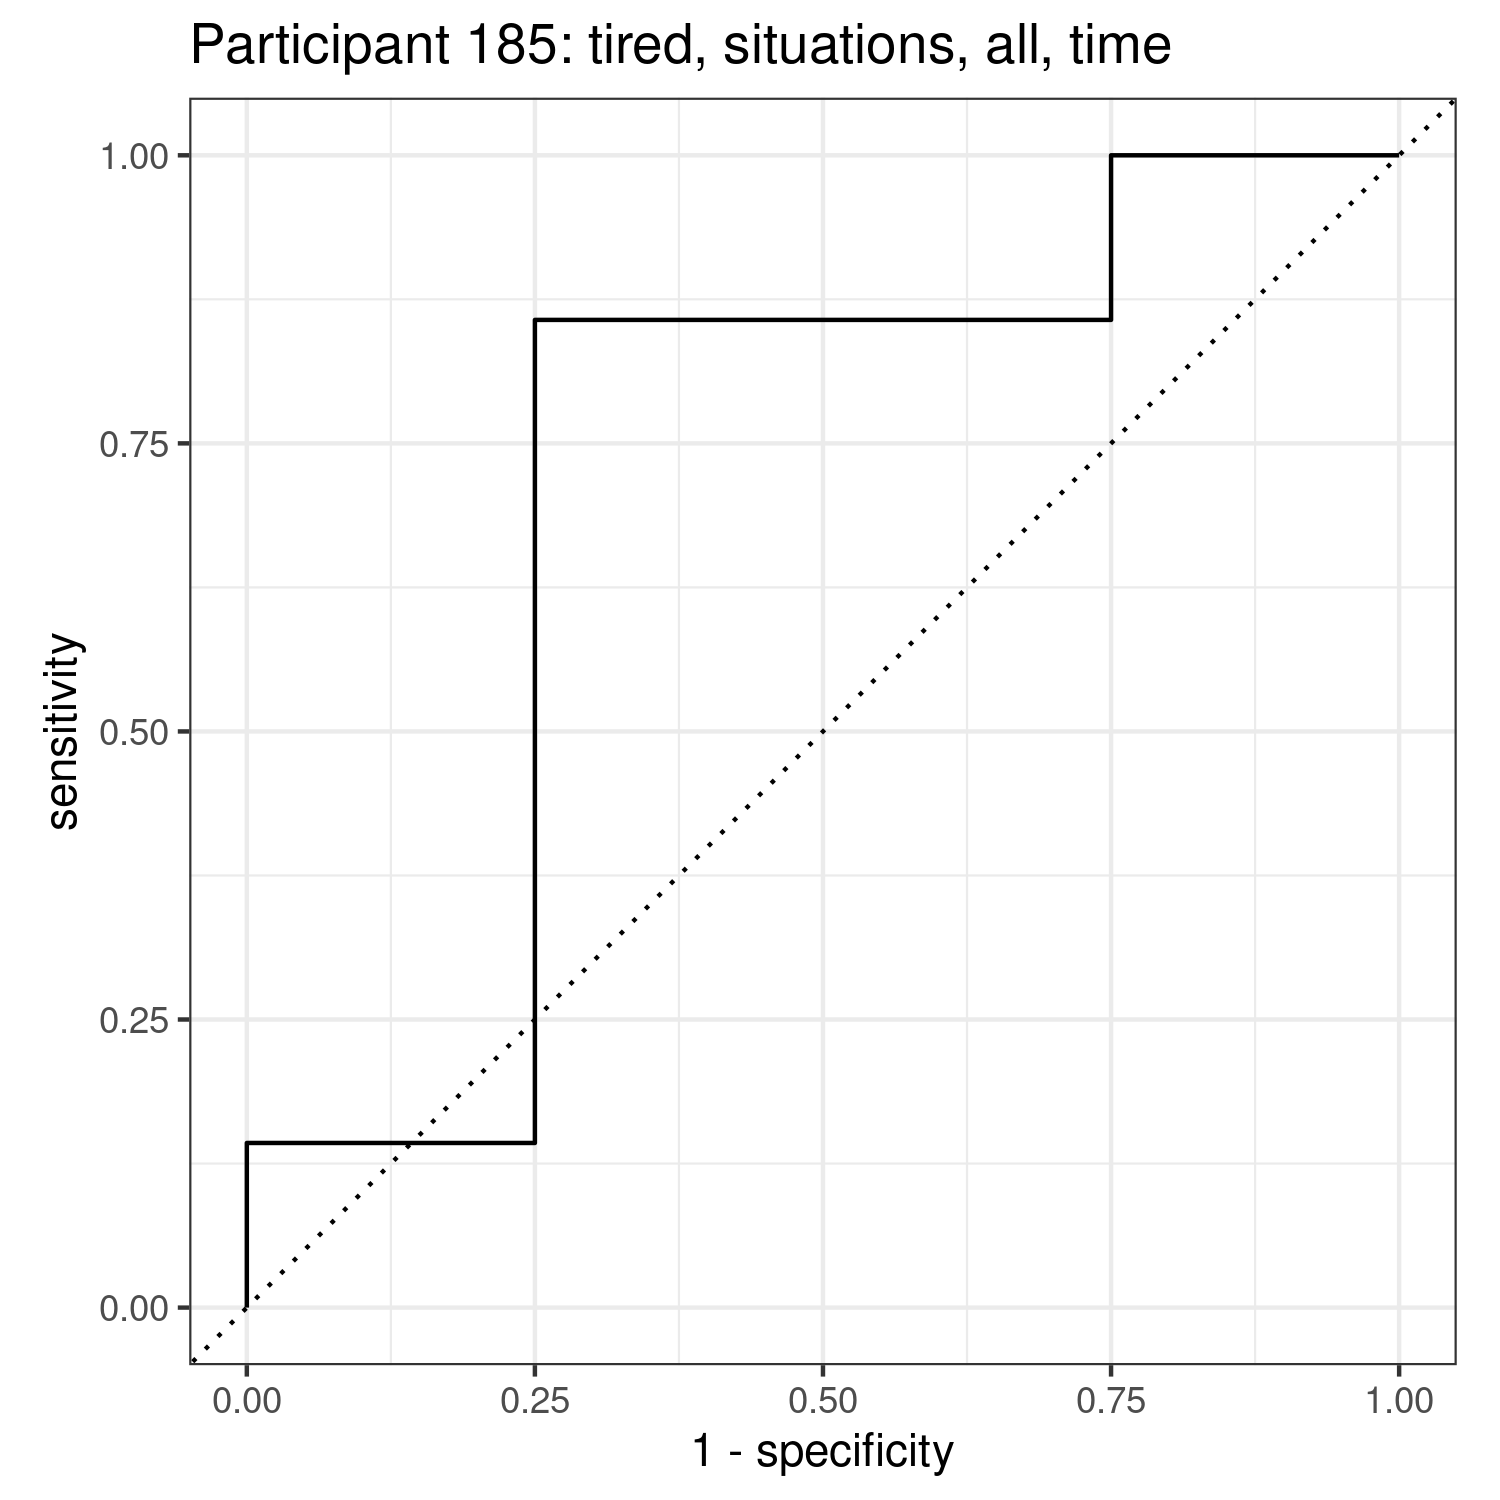 Participant 185: tired, situations, all, time
1.00
0.75
0.50
0.25
0.00
sensitivity
0.00 0.25 0.50 0.75 1.00
1 - specificity